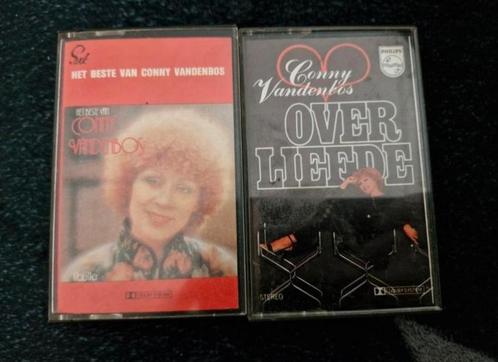 HET BESTE VAN CONNY VANDENBOS
HET BESTE VAN
CONNY
VANDENBOS
PHILIPS
Conny
Vandenbos
OVER
LIEFDE
STEREO